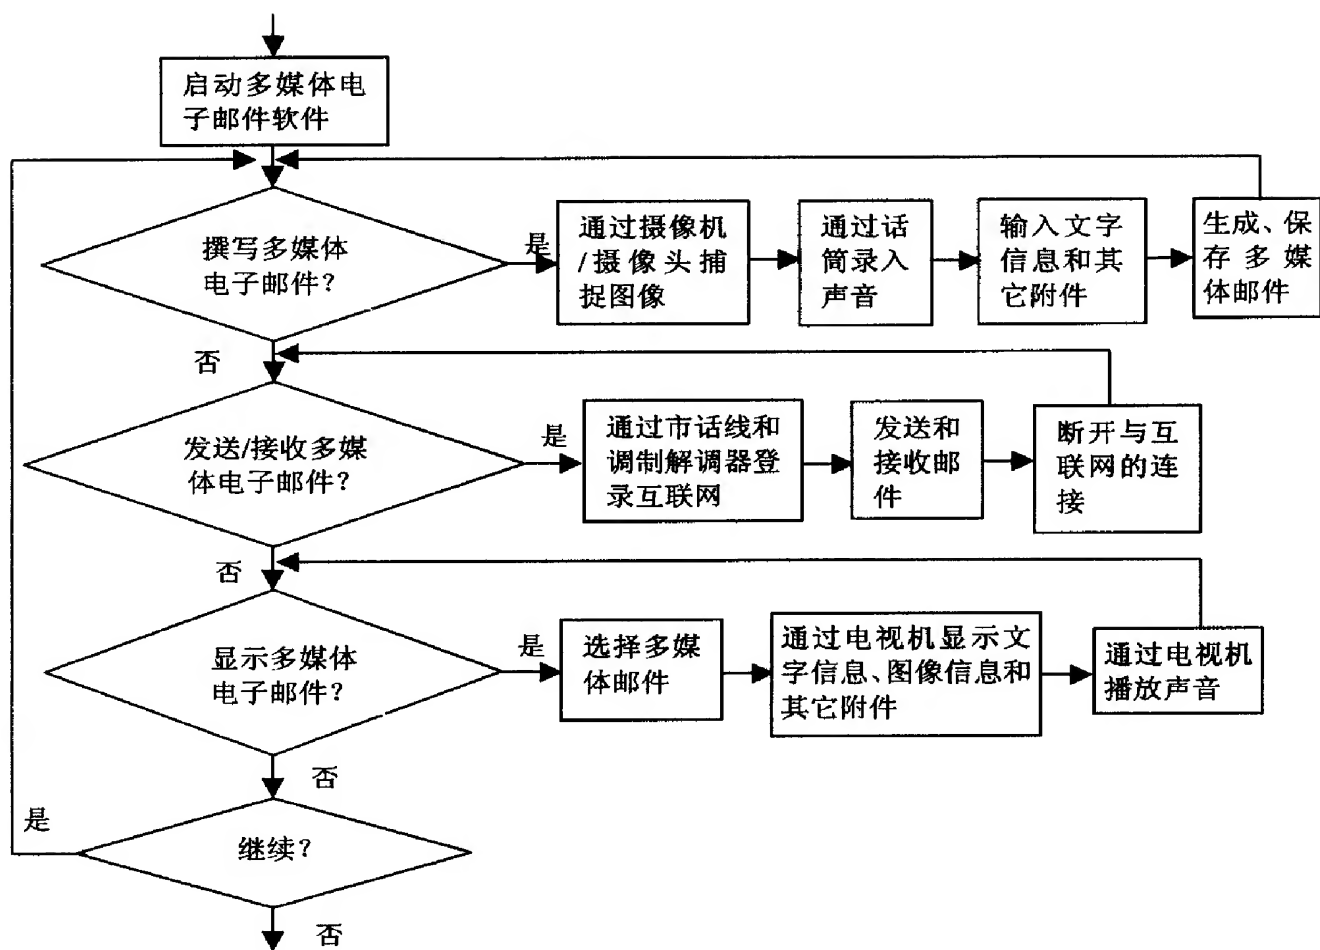 启动多媒体电
子邮件软件
撰写多媒体
电子邮件?
是
通过摄像机
/摄像头捕
捉图像
通过话
筒录入
声音
输入文字
信息和其
它附件
生成、保
存多媒
体邮件
否
发送/接收多媒
体电子邮件?
是
通过市话线和
调制解调器登
录互联网
发送和
接收邮
件
断开与互
联网的连
接
否
显示多媒体
电子邮件?
是
选择多媒
体邮件
通过电视机显示文
字信息、图像信息和
其它附件
通过电视机
播放声音
否
是
继续?
否